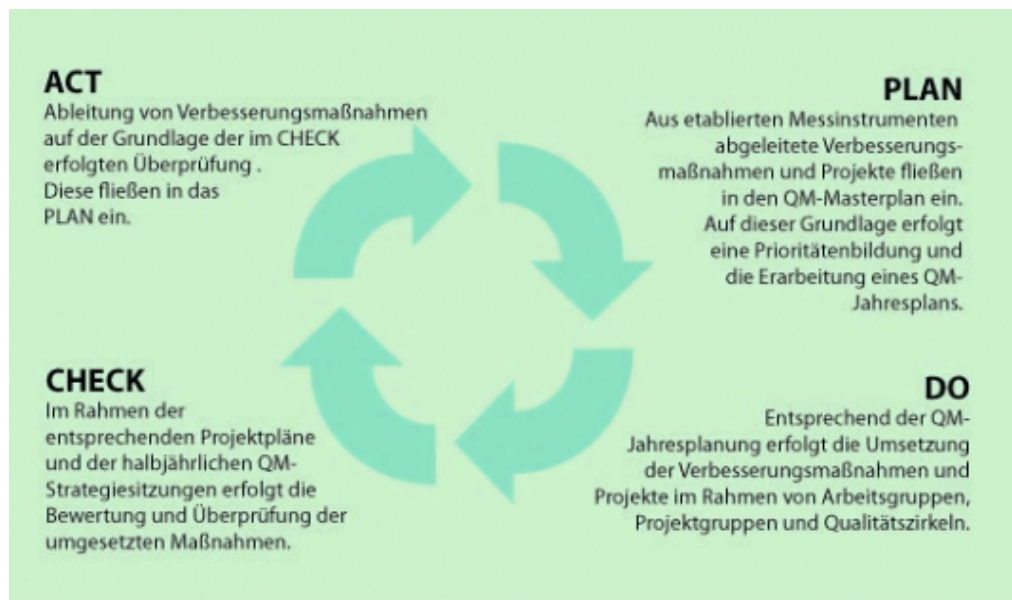 ACT
Ableitung von Verbesserungsmaßnahmen
auf der Grundlage der im CHECK
erfolgten Überprüfung .
Diese fließen in das
PLAN ein.
PLAN
Aus etablierten Messinstrumenten
abgeleitete Verbesserungs-
maßnahmen und Projekte fließen
in den QM-Masterplan ein.
Auf dieser Grundlage erfolgt
eine Prioritätenbildung und
die Erarbeitung eines QM-
Jahresplans.
CHECK
Im Rahmen der
entsprechenden Projektpläne
und der halbjährlichen QM-
Strategiesitzungen erfolgt die
Bewertung und Überprüfung der
umgesetzten Maßnahmen.
DO
Entsprechend der QM-
Jahresplanung erfolgt die Umsetzung
der Verbesserungsmaßnahmen und
Projekte im Rahmen von Arbeitsgruppen,
Projektgruppen und Qualitätszirkeln.